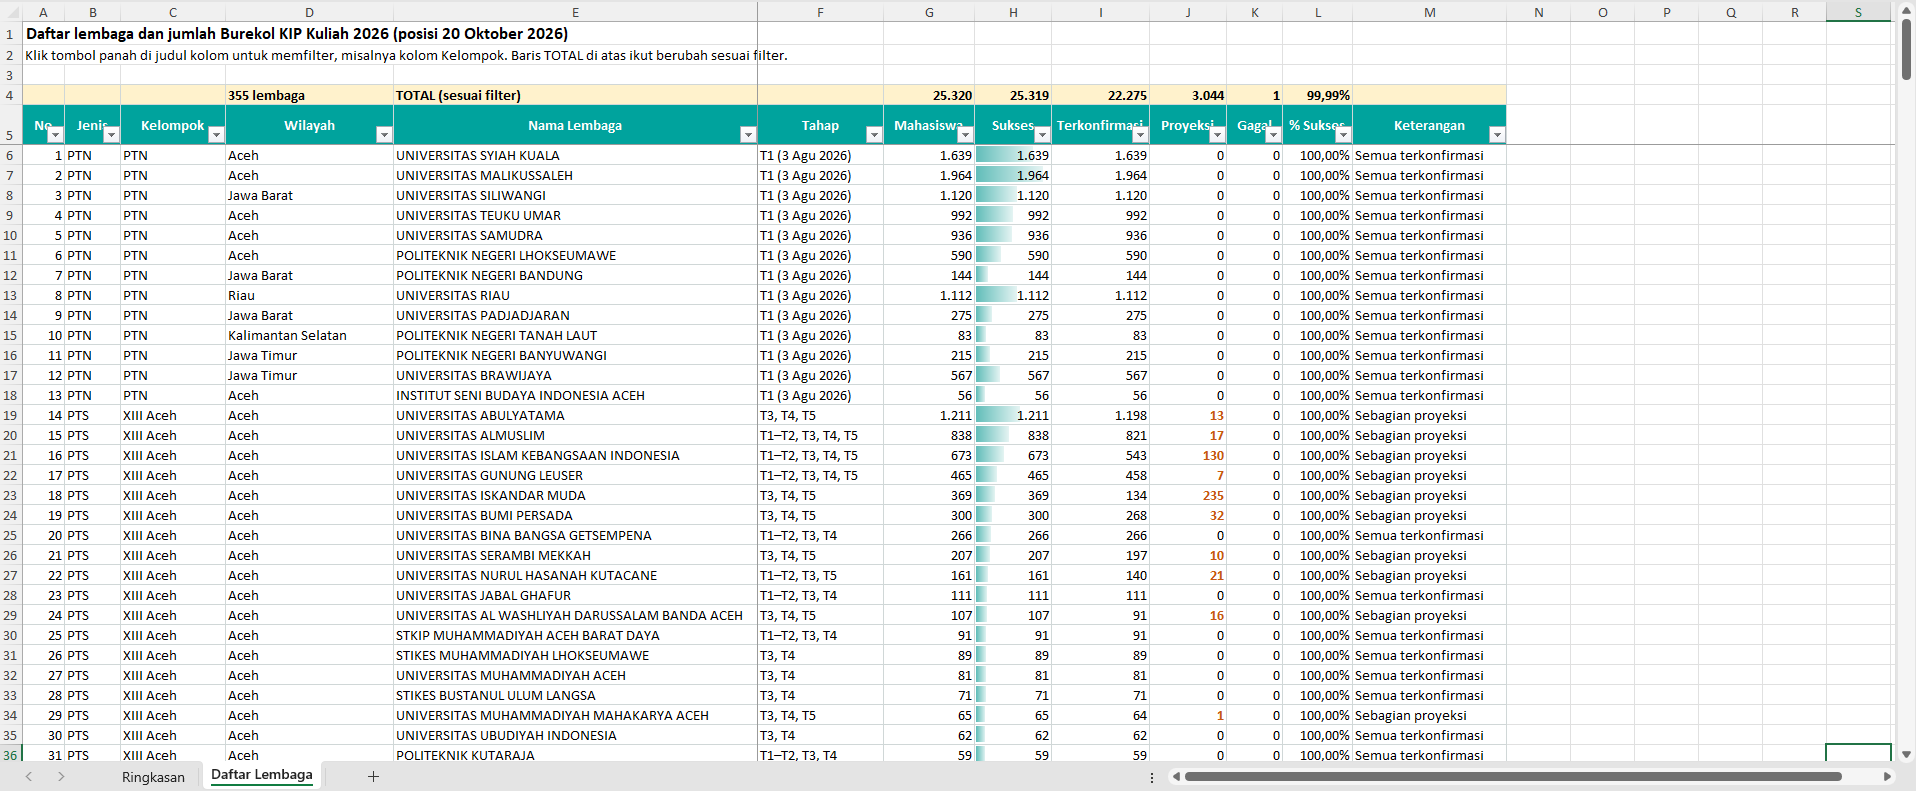 A B C D E F G H I J K L M N O P Q R S
1 Daftar lembaga dan jumlah Burekol KIP Kuliah 2026 (posisi 20 Oktober 2026)
2 Klik tombol panah di judul kolom untuk memfilter, misalnya kolom Kelompok. Baris TOTAL di atas ikut berubah sesuai filter.
3
4 355 lembaga TOTAL (sesuai filter) 25.320 25.319 22.275 3.044 1 99,99%
5 No Jenis Kelompok Wilayah Nama Lembaga Tahap Mahasiswa Sukses Terkonfirmasi Proyeksi Gagal % Sukses Keterangan
6 1 PTN PTN Aceh UNIVERSITAS SYIAH KUALA T1 (3 Agu 2026) 1.639 1.639 1.639 0 0 100,00% Semua terkonfirmasi
7 2 PTN PTN Aceh UNIVERSITAS MALIKUSSALEH T1 (3 Agu 2026) 1.964 1.964 1.964 0 0 100,00% Semua terkonfirmasi
8 3 PTN PTN Jawa Barat UNIVERSITAS SILIWANGI T1 (3 Agu 2026) 1.120 1.120 1.120 0 0 100,00% Semua terkonfirmasi
9 4 PTN PTN Aceh UNIVERSITAS TEUKU UMAR T1 (3 Agu 2026) 992 992 992 0 0 100,00% Semua terkonfirmasi
10 5 PTN PTN Aceh UNIVERSITAS SAMUDRA T1 (3 Agu 2026) 936 936 936 0 0 100,00% Semua terkonfirmasi
11 6 PTN PTN Aceh POLITEKNIK NEGERI LHOKSEUMAWE T1 (3 Agu 2026) 590 590 590 0 0 100,00% Semua terkonfirmasi
12 7 PTN PTN Jawa Barat POLITEKNIK NEGERI BANDUNG T1 (3 Agu 2026) 144 144 144 0 0 100,00% Semua terkonfirmasi
13 8 PTN PTN Riau UNIVERSITAS RIAU T1 (3 Agu 2026) 1.112 1.112 1.112 0 0 100,00% Semua terkonfirmasi
14 9 PTN PTN Jawa Barat UNIVERSITAS PADJADJARAN T1 (3 Agu 2026) 275 275 275 0 0 100,00% Semua terkonfirmasi
15 10 PTN PTN Kalimantan Selatan POLITEKNIK NEGERI TANAH LAUT T1 (3 Agu 2026) 83 83 83 0 0 100,00% Semua terkonfirmasi
16 11 PTN PTN Jawa Timur POLITEKNIK NEGERI BANYUWANGI T1 (3 Agu 2026) 215 215 215 0 0 100,00% Semua terkonfirmasi
17 12 PTN PTN Jawa Timur UNIVERSITAS BRAWIJAYA T1 (3 Agu 2026) 567 567 567 0 0 100,00% Semua terkonfirmasi
18 13 PTN PTN Aceh INSTITUT SENI BUDAYA INDONESIA ACEH T1 (3 Agu 2026) 56 56 56 0 0 100,00% Semua terkonfirmasi
19 14 PTS XIII Aceh Aceh UNIVERSITAS ABULYATAMA T3, T4, T5 1.211 1.211 1.198 13 0 100,00% Sebagian proyeksi
20 15 PTS XIII Aceh Aceh UNIVERSITAS ALMUSLIM T1–T2, T3, T4, T5 838 838 821 17 0 100,00% Sebagian proyeksi
21 16 PTS XIII Aceh Aceh UNIVERSITAS ISLAM KEBANGSAAN INDONESIA T1–T2, T3, T4, T5 673 673 543 130 0 100,00% Sebagian proyeksi
22 17 PTS XIII Aceh Aceh UNIVERSITAS GUNUNG LEUSER T1–T2, T3, T4, T5 465 465 458 7 0 100,00% Sebagian proyeksi
23 18 PTS XIII Aceh Aceh UNIVERSITAS ISKANDAR MUDA T3, T4, T5 369 369 134 235 0 100,00% Sebagian proyeksi
24 19 PTS XIII Aceh Aceh UNIVERSITAS BUMI PERSADA T3, T4, T5 300 300 268 32 0 100,00% Sebagian proyeksi
25 20 PTS XIII Aceh Aceh UNIVERSITAS BINA BANGSA GETSEMPENA T1–T2, T3, T4 266 266 266 0 0 100,00% Semua terkonfirmasi
26 21 PTS XIII Aceh Aceh UNIVERSITAS SERAMBI MEKKAH T3, T4, T5 207 207 197 10 0 100,00% Sebagian proyeksi
27 22 PTS XIII Aceh Aceh UNIVERSITAS NURUL HASANAH KUTACANE T1–T2, T3, T5 161 161 140 21 0 100,00% Sebagian proyeksi
28 23 PTS XIII Aceh Aceh UNIVERSITAS JABAL GHAFUR T1–T2, T3, T4 111 111 111 0 0 100,00% Semua terkonfirmasi
29 24 PTS XIII Aceh Aceh UNIVERSITAS AL WASHLIYAH DARUSSALAM BANDA ACEH T3, T4, T5 107 107 91 16 0 100,00% Sebagian proyeksi
30 25 PTS XIII Aceh Aceh STKIP MUHAMMADIYAH ACEH BARAT DAYA T1–T2, T3, T4 91 91 91 0 0 100,00% Semua terkonfirmasi
31 26 PTS XIII Aceh Aceh STIKES MUHAMMADIYAH LHOKSEUMAWE T3, T4 89 89 89 0 0 100,00% Semua terkonfirmasi
32 27 PTS XIII Aceh Aceh UNIVERSITAS MUHAMMADIYAH ACEH T3, T4 81 81 81 0 0 100,00% Semua terkonfirmasi
33 28 PTS XIII Aceh Aceh STIKES BUSTANUL ULUM LANGSA T3, T4 71 71 71 0 0 100,00% Semua terkonfirmasi
34 29 PTS XIII Aceh Aceh UNIVERSITAS MUHAMMADIYAH MAHAKARYA ACEH T3, T4, T5 65 65 64 1 0 100,00% Sebagian proyeksi
35 30 PTS XIII Aceh Aceh UNIVERSITAS UBUDIYAH INDONESIA T3, T4 62 62 62 0 0 100,00% Semua terkonfirmasi
36 31 PTS XIII Aceh Aceh POLITEKNIK KUTARAJA T1–T2, T3, T4 59 59 59 0 0 100,00% Semua terkonfirmasi
Ringkasan Daftar Lembaga